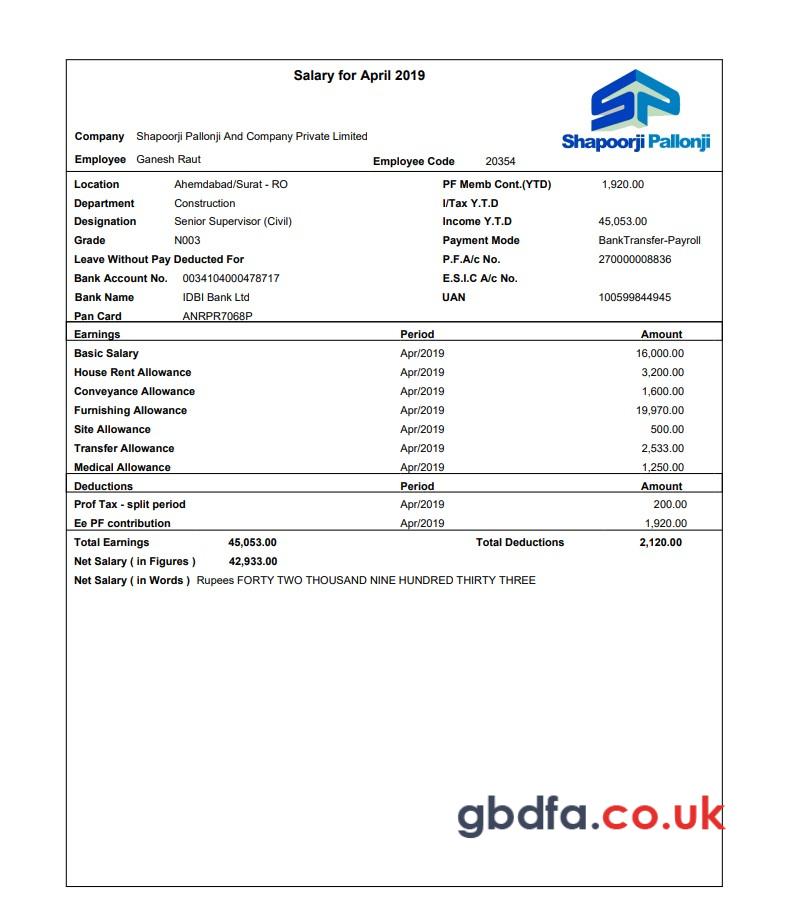 Salary for April 2019
SP
Shapoorji Pallonji
Company Shapoorji Pallonji And Company Private Limited
Employee Ganesh Raut Employee Code 20354
Location Ahemdabad/Surat - RO PF Memb Cont.(YTD) 1,920.00
Department Construction I/Tax Y.T.D
Designation Senior Supervisor (Civil) Income Y.T.D 45,053.00
Grade N003 Payment Mode BankTransfer-Payroll
Leave Without Pay Deducted For P.F.A/c No. 270000008836
Bank Account No. 0034104000478717 E.S.I.C A/c No.
Bank Name IDBI Bank Ltd UAN 100599844945
Pan Card ANRPR7068P
Earnings Period Amount
Basic Salary Apr/2019 16,000.00
House Rent Allowance Apr/2019 3,200.00
Conveyance Allowance Apr/2019 1,600.00
Furnishing Allowance Apr/2019 19,970.00
Site Allowance Apr/2019 500.00
Transfer Allowance Apr/2019 2,533.00
Medical Allowance Apr/2019 1,250.00
Deductions Period Amount
Prof Tax - split period Apr/2019 200.00
Ee PF contribution Apr/2019 1,920.00
Total Earnings 45,053.00 Total Deductions 2,120.00
Net Salary ( in Figures ) 42,933.00
Net Salary ( in Words ) Rupees FORTY TWO THOUSAND NINE HUNDRED THIRTY THREE
gbdfa.co.uk